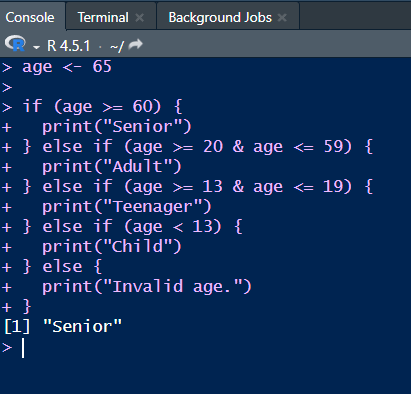 Console Terminal Background Jobs
R 4.5.1 · ~/
> age <- 65
>
> if (age >= 60) {
+   print("Senior")
+ } else if (age >= 20 & age <= 59) {
+   print("Adult")
+ } else if (age >= 13 & age <= 19) {
+   print("Teenager")
+ } else if (age < 13) {
+   print("Child")
+ } else {
+   print("Invalid age.")
+ }
[1] "Senior"
>